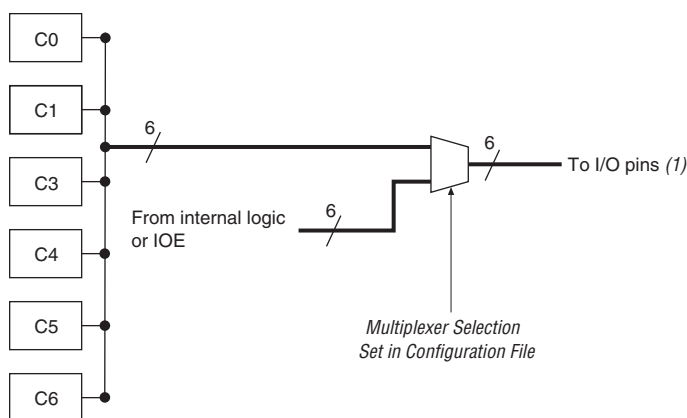 C0
C1
6
6
C3
To I/O pins (1)
From internal logic
or IOE
6
C4
C5
Multiplexer Selection
Set in Configuration File
C6